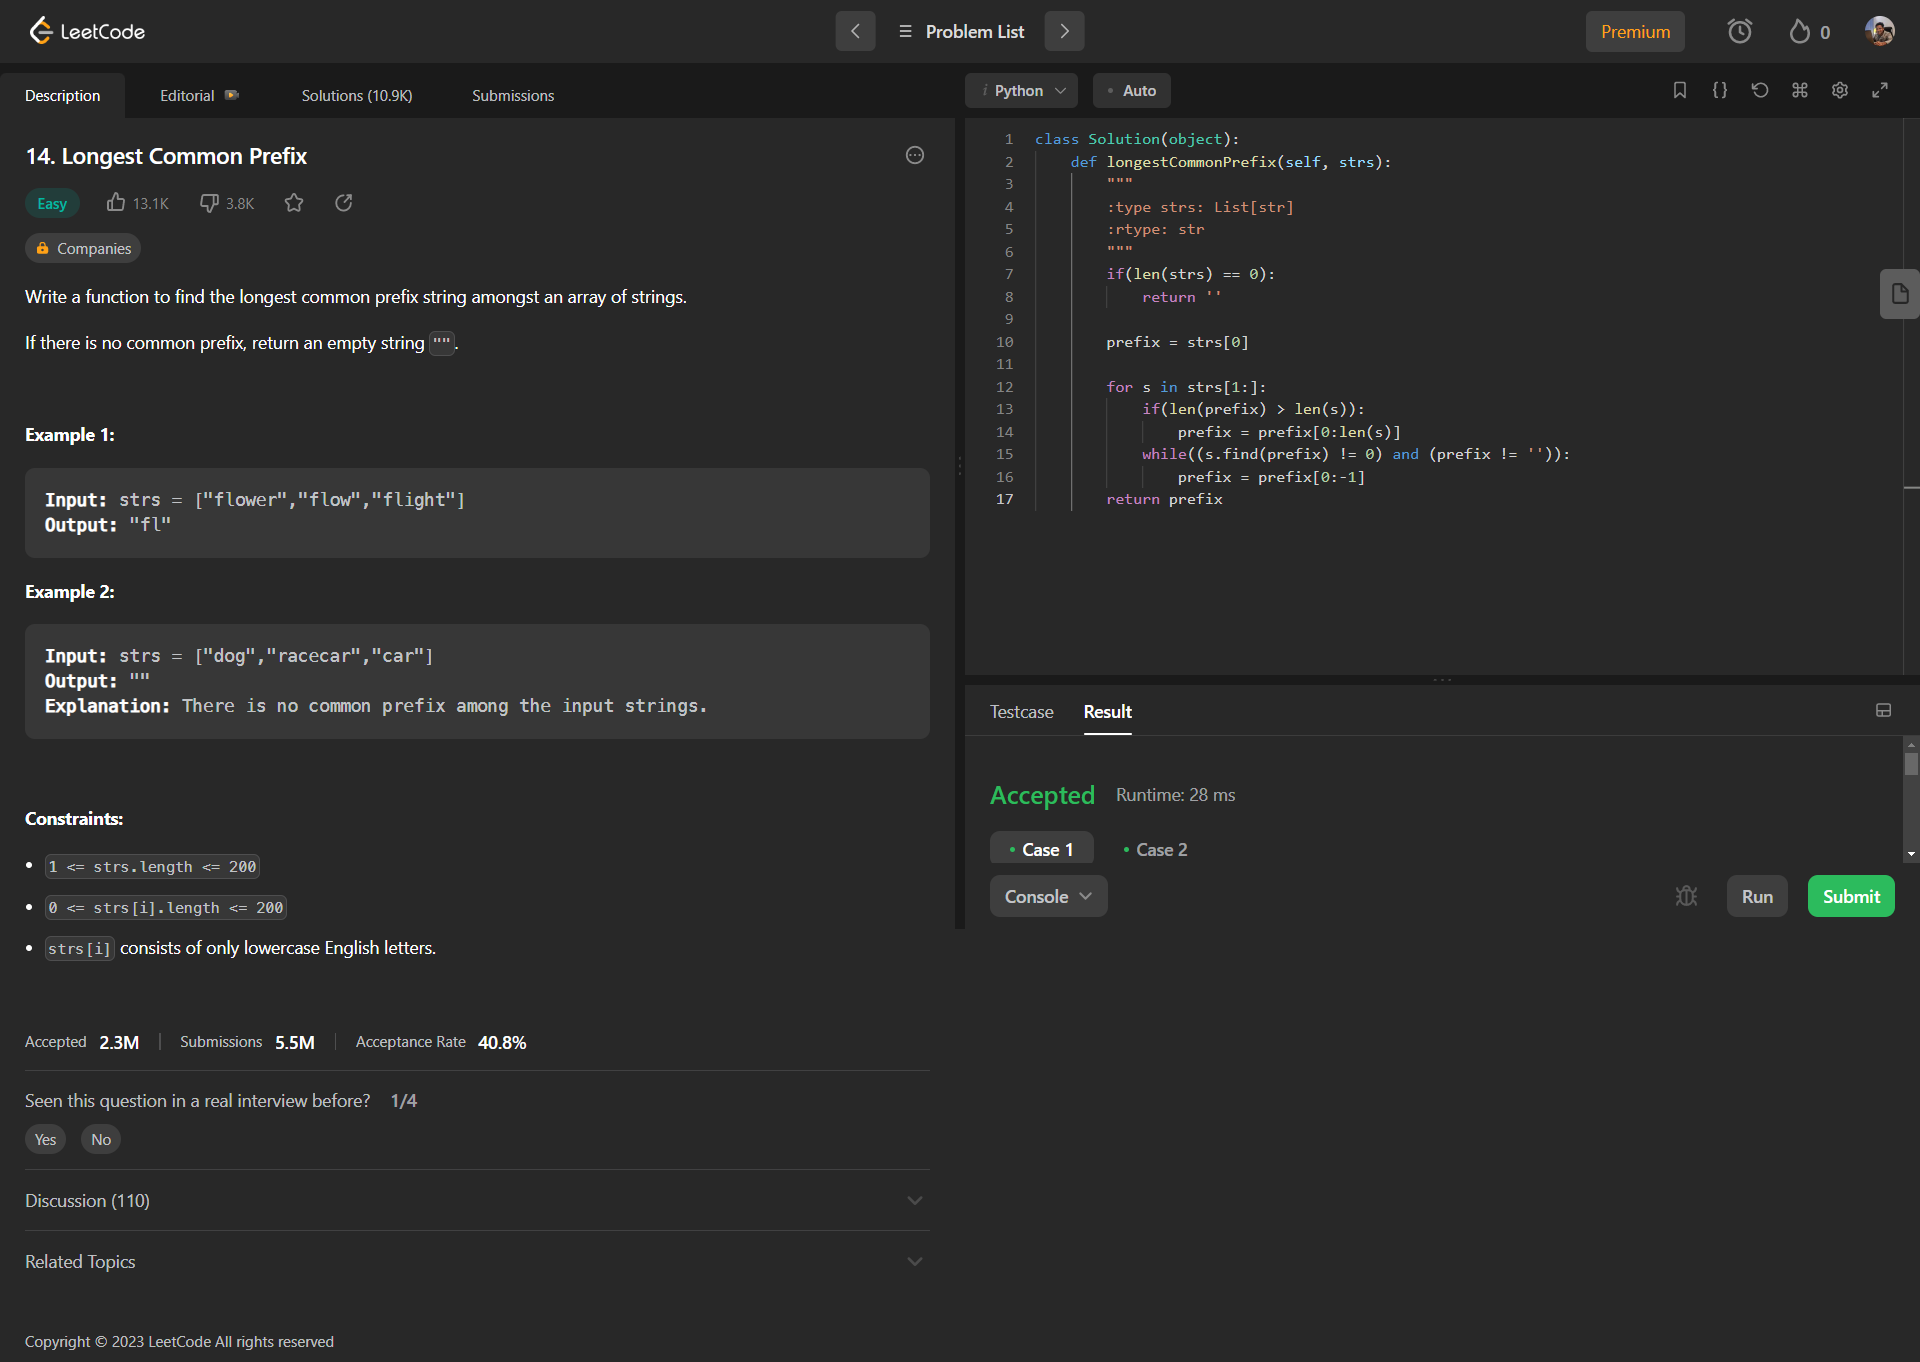 LeetCode
Problem List
Premium
0
Description
Editorial
Solutions (10.9K)
Submissions
14. Longest Common Prefix
Easy
13.1K
3.8K
Companies
Write a function to find the longest common prefix string amongst an array of strings.
If there is no common prefix, return an empty string "".
Example 1:
Input: strs = ["flower","flow","flight"]
Output: "fl"
Example 2:
Input: strs = ["dog","racecar","car"]
Output: ""
Explanation: There is no common prefix among the input strings.
Constraints:
• 1 <= strs.length <= 200
• 0 <= strs[i].length <= 200
• strs[i] consists of only lowercase English letters.
Accepted 2.3M | Submissions 5.5M | Acceptance Rate 40.8%
Seen this question in a real interview before? 1/4
Yes
No
Discussion (110)
Related Topics
Copyright © 2023 LeetCode All rights reserved
i Python
• Auto
1 class Solution(object):
2     def longestCommonPrefix(self, strs):
3         """
4         :type strs: List[str]
5         :rtype: str
6         """
7         if(len(strs) == 0):
8             return ''
9
10         prefix = strs[0]
11
12         for s in strs[1:]:
13             if(len(prefix) > len(s)):
14                 prefix = prefix[0:len(s)]
15             while((s.find(prefix) != 0) and (prefix != '')):
16                 prefix = prefix[0:-1]
17         return prefix
Testcase
Result
Accepted
Runtime: 28 ms
• Case 1
• Case 2
Console
Run
Submit